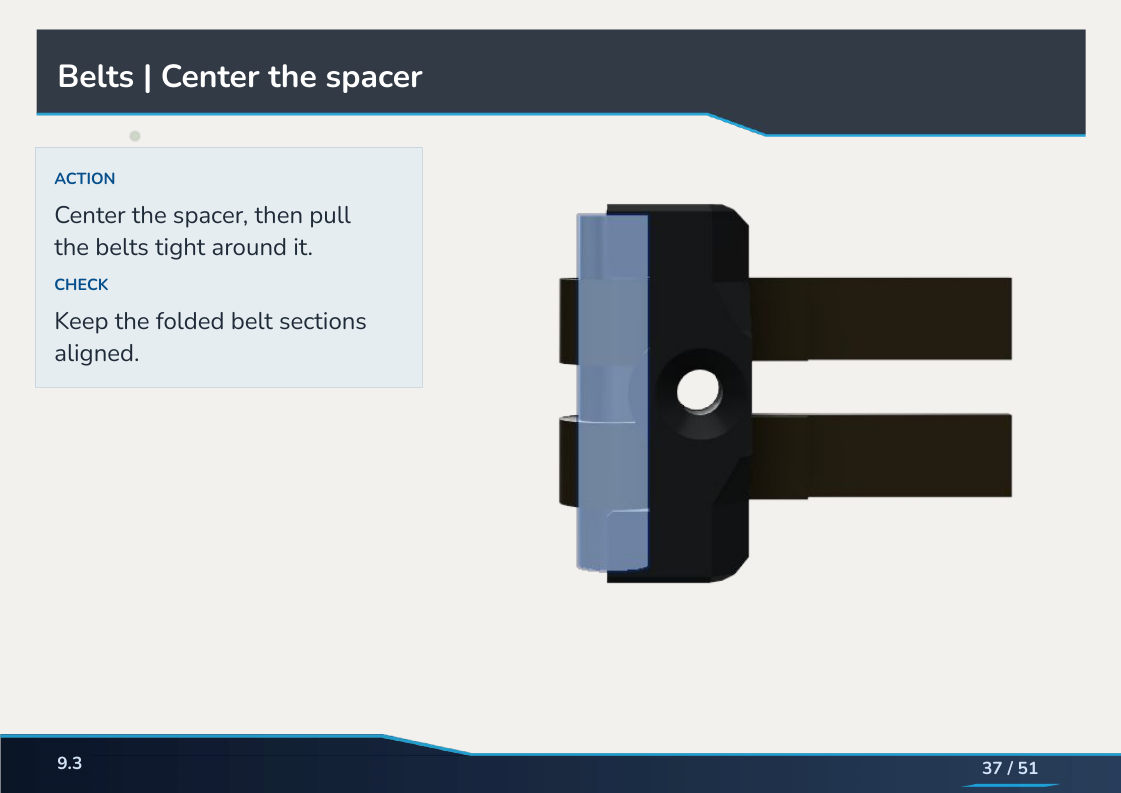 Belts | Center the spacer
ACTION
Center the spacer, then pull
the belts tight around it.
CHECK
Keep the folded belt sections
aligned.
9.3
37 / 51